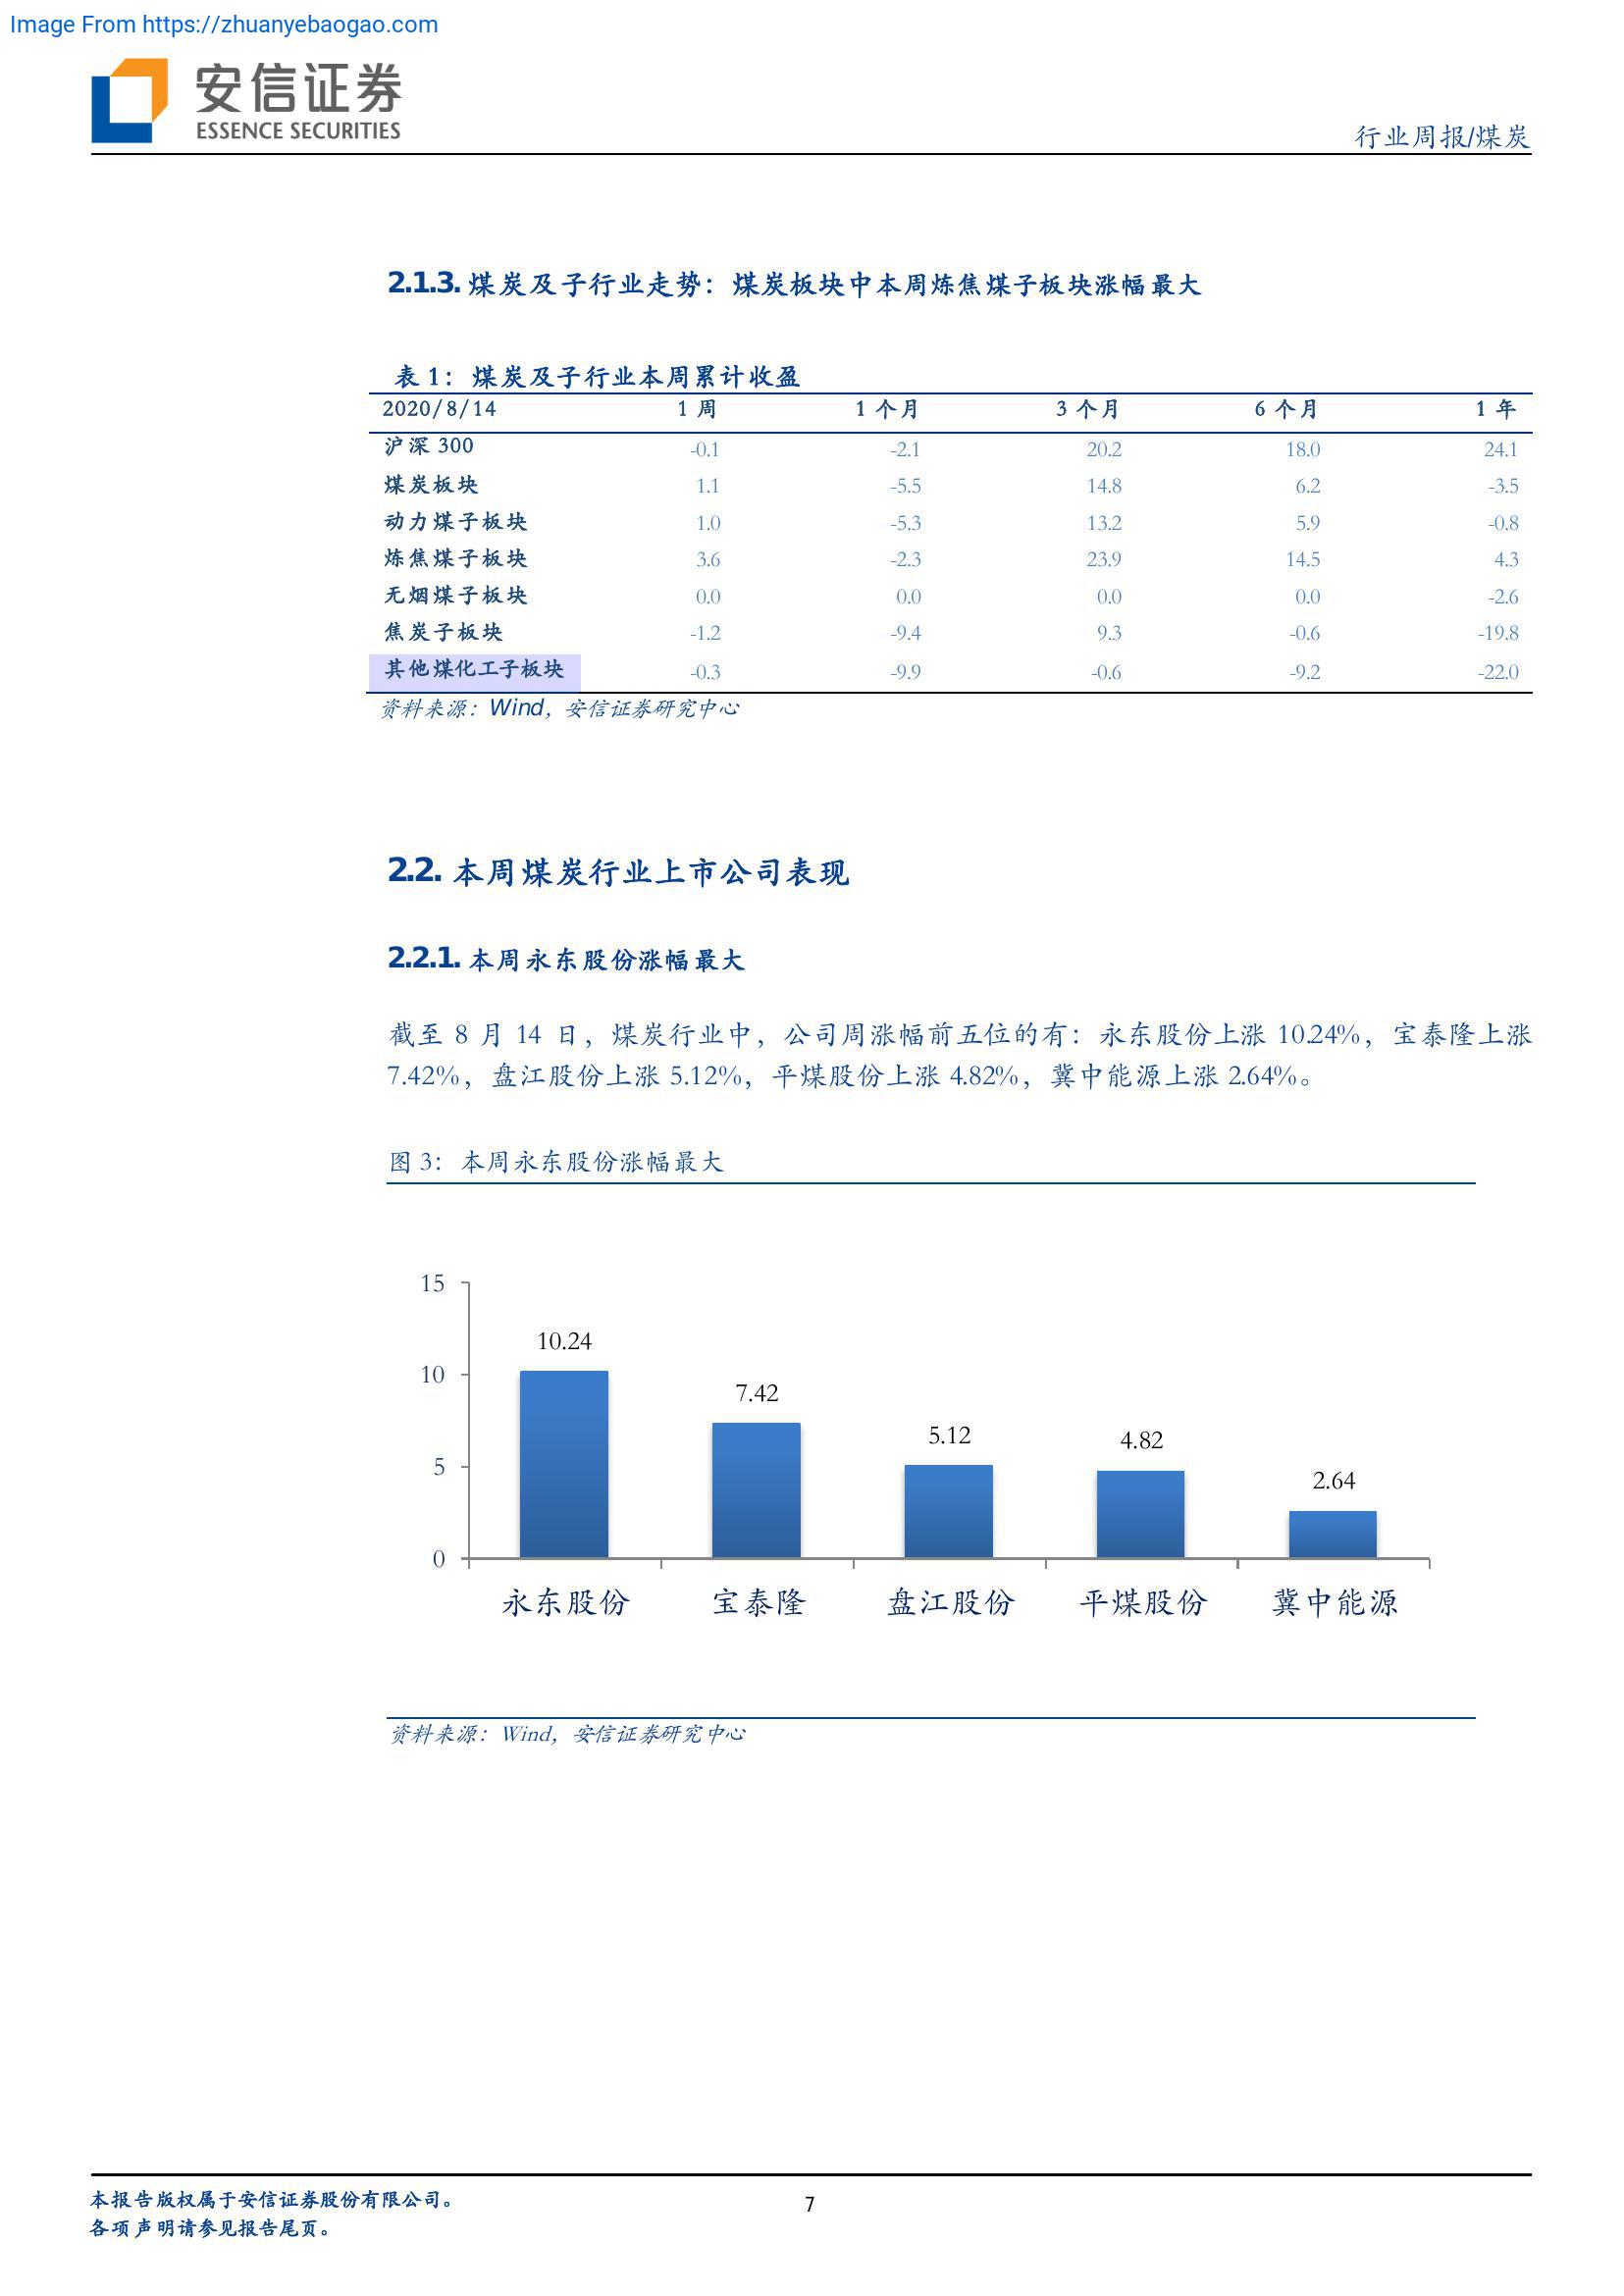 Image From https://zhuanyebaogao.com
安信证券
ESSENCE SECURITIES
行业周报/煤炭
2.1.3. 煤炭及子行业走势：煤炭板块中本周炼焦煤子板块涨幅最大
表 1：煤炭及子行业本周累计收盈
2020/8/14 1 周 1 个月 3 个月 6 个月 1 年
沪深 300 -0.1 -2.1 20.2 18.0 24.1
煤炭板块 1.1 -5.5 14.8 6.2 -3.5
动力煤子板块 1.0 -5.3 13.2 5.9 -0.8
炼焦煤子板块 3.6 -2.3 23.9 14.5 4.3
无烟煤子板块 0.0 0.0 0.0 0.0 -2.6
焦炭子板块 -1.2 -9.4 9.3 -0.6 -19.8
其他煤化工子板块 -0.3 -9.9 -0.6 -9.2 -22.0
资料来源：Wind，安信证券研究中心
2.2. 本周煤炭行业上市公司表现
2.2.1. 本周永东股份涨幅最大
截至 8 月 14 日，煤炭行业中，公司周涨幅前五位的有：永东股份上涨 10.24%，宝泰隆上涨
7.42%，盘江股份上涨 5.12%，平煤股份上涨 4.82%，冀中能源上涨 2.64%。
图 3：本周永东股份涨幅最大
15
10
5
0
10.24
7.42
5.12
4.82
2.64
永东股份 宝泰隆 盘江股份 平煤股份 冀中能源
资料来源：Wind，安信证券研究中心
本报告版权属于安信证券股份有限公司。
各项声明请参见报告尾页。
7